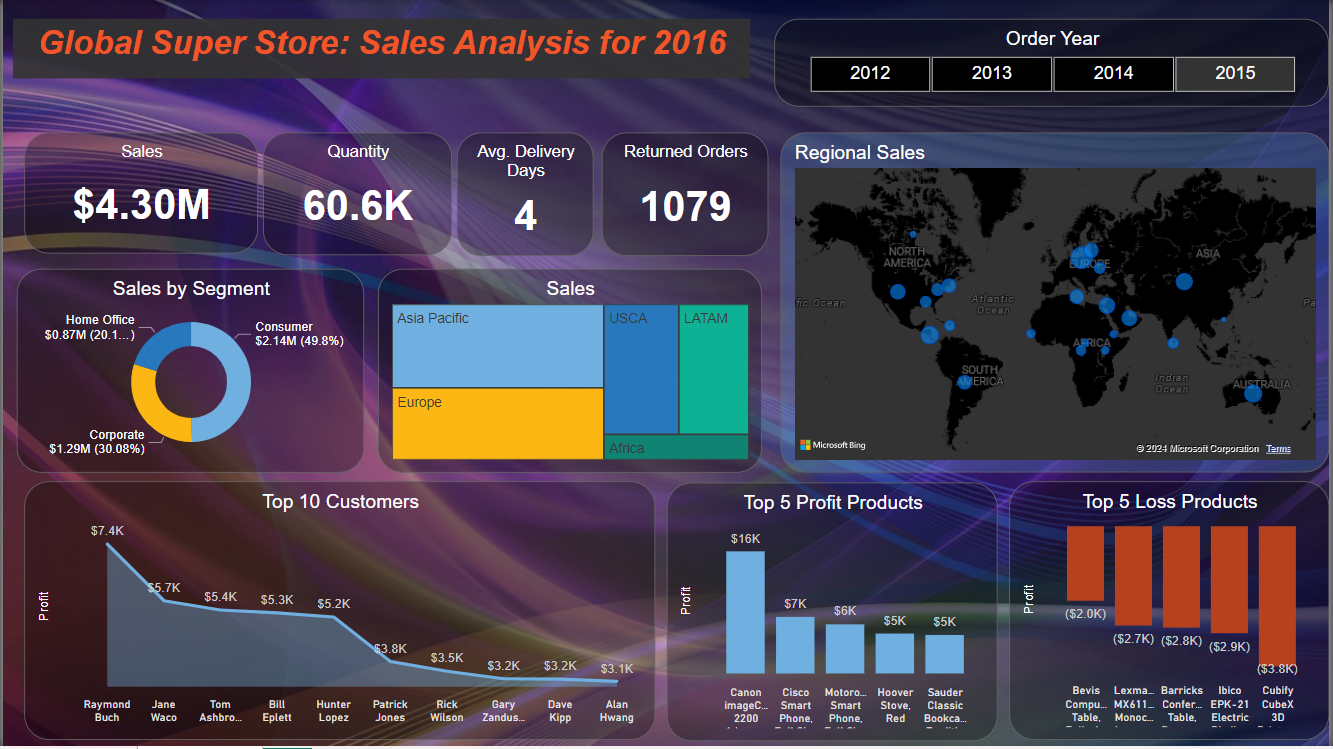 Global Super Store: Sales Analysis for 2016
Order Year
2012
2013
2014
2015
Sales
$4.30M
Quantity
60.6K
Avg. Delivery
Days
4
Returned Orders
1079
Regional Sales
NORTH
AMERICA
EUROPE
ASIA
fic Ocean
Atlantic
Ocean
Pa
AFRICA
SOUTH
AMERICA
Indian
Ocean
AUSTRALIA
Microsoft Bing
© 2024 Microsoft Corporation Terms
Sales by Segment
Home Office
$0.87M (20.1...)
Consumer
$2.14M (49.8%)
Corporate
$1.29M (30.08%)
Sales
Asia Pacific
USCA
LATAM
Europe
Africa
Top 10 Customers
Profit
$7.4K
$5.7K
$5.4K
$5.3K
$5.2K
$3.8K
$3.5K
$3.2K
$3.2K
$3.1K
Raymond
Buch
Jane
Waco
Tom
Ashbro...
Bill
Eplett
Hunter
Lopez
Patrick
Jones
Rick
Wilson
Gary
Zandus...
Dave
Kipp
Alan
Hwang
Top 5 Profit Products
Profit
$16K
$7K
$6K
$5K
$5K
Canon
imageC...
2200
Cisco
Smart
Phone,
Motoro...
Smart
Phone,
Hoover
Stove,
Red
Sauder
Classic
Bookca...
Top 5 Loss Products
Profit
($2.0K)
($2.7K)
($2.8K)
($2.9K)
($3.8K)
Bevis
Compu...
Table,
Lexma...
MX611...
Monoc...
Barricks
Confer...
Table,
Ibico
EPK-21
Electric
Cubify
CubeX
3D